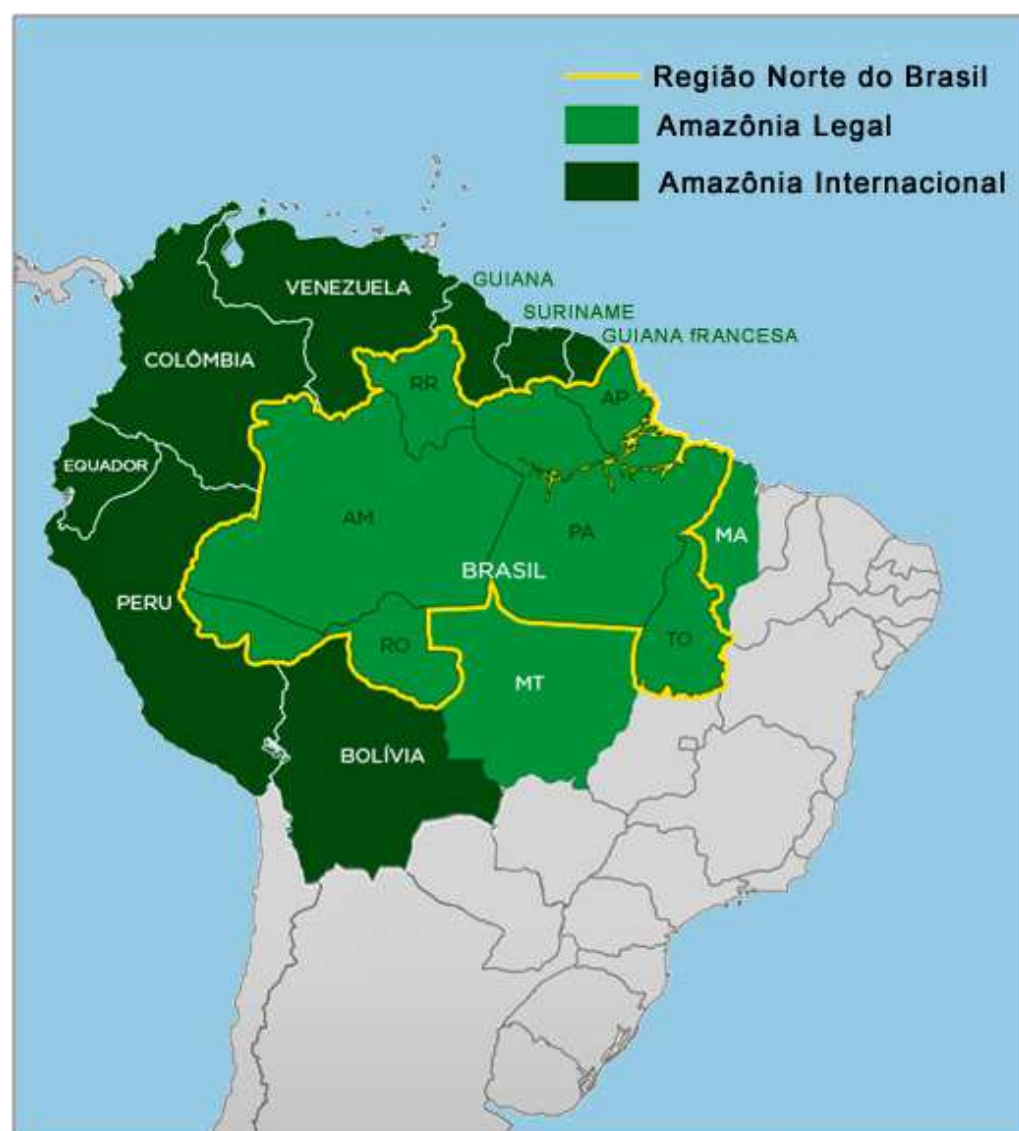 Região Norte do Brasil
Amazônia Legal
Amazônia Internacional
VENEZUELA
GUIANA
SURINAME
GUIANA fRANCESA
COLÔMBIA
RR
AP
EQUADOR
AM
PA
MA
BRASIL
PERU
RO
TO
MT
BOLÍVIA